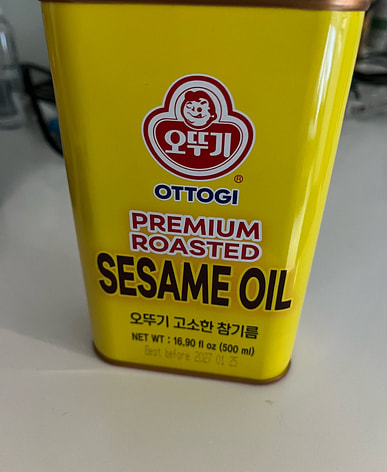 오뚜기
®
OTTOGI
PREMIUM
ROASTED
SESAME OIL
오뚜기 고소한 참기름
NET WT : 16.90 fl oz (500 ml)
Best before 2027 01 25